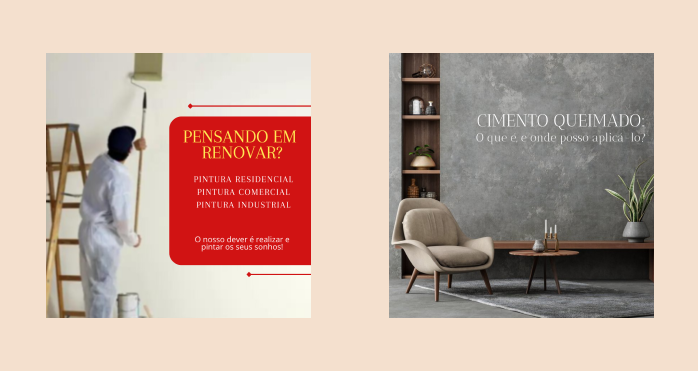 PENSANDO EM
RENOVAR?
PINTURA RESIDENCIAL
PINTURA COMERCIAL
PINTURA INDUSTRIAL
O nosso dever é realizar e
pintar os seus sonhos!
CIMENTO QUEIMADO:
O que é e onde posso aplica-lo?